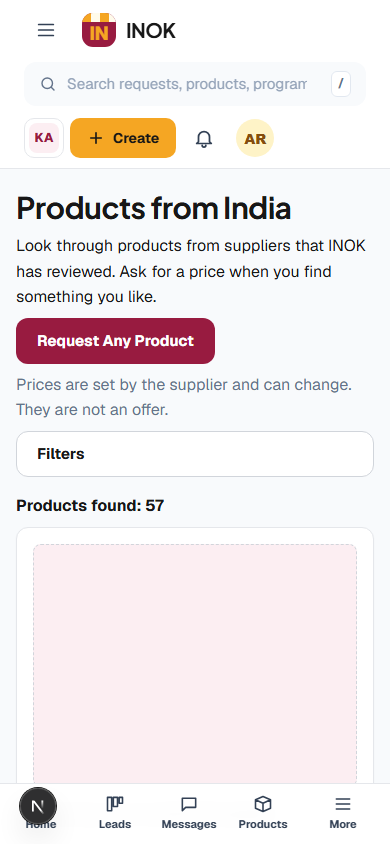 IN INOK
Search requests, products, program
/
KA
+ Create
AR
Products from India
Look through products from suppliers that INOK
has reviewed. Ask for a price when you find
something you like.
Request Any Product
Prices are set by the supplier and can change.
They are not an offer.
Filters
Products found: 57
N
Home
Leads
Messages
Products
More